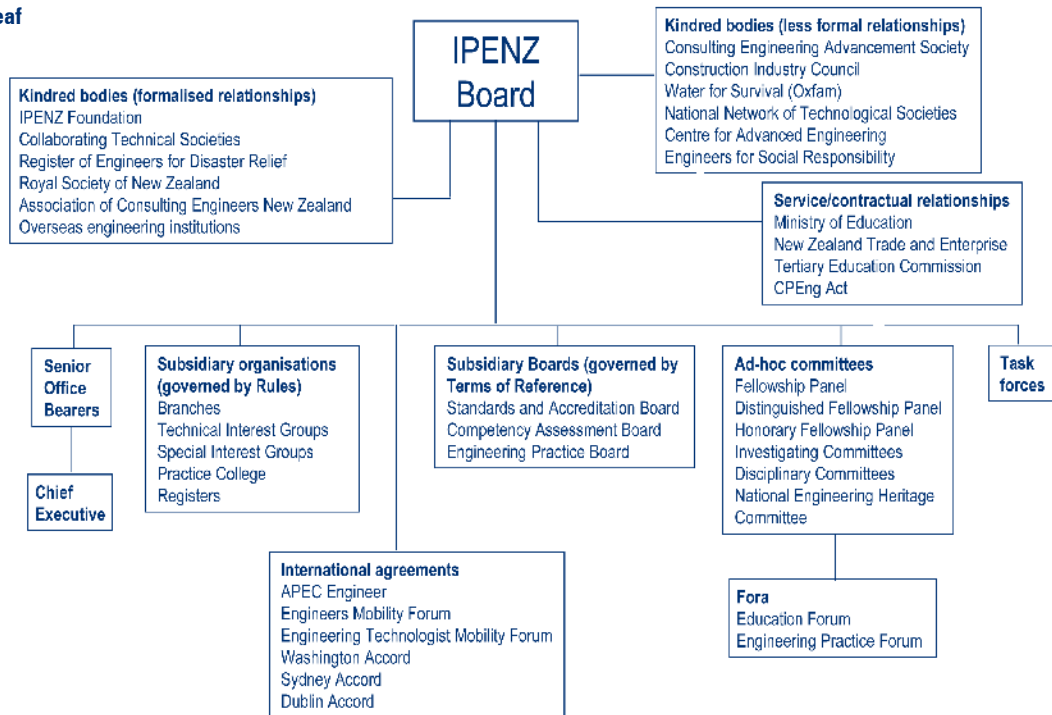 eaf
IPENZ
Board
Kindred bodies (less formal relationships)
Consulting Engineering Advancement Society
Construction Industry Council
Water for Survival (Oxfam)
National Network of Technological Societies
Centre for Advanced Engineering
Engineers for Social Responsibility
Kindred bodies (formalised relationships)
IPENZ Foundation
Collaborating Technical Societies
Register of Engineers for Disaster Relief
Royal Society of New Zealand
Association of Consulting Engineers New Zealand
Overseas engineering institutions
Service/contractual relationships
Ministry of Education
New Zealand Trade and Enterprise
Tertiary Education Commission
CPEng Act
Senior
Office
Bearers
Chief
Executive
Subsidiary organisations
(governed by Rules)
Branches
Technical Interest Groups
Special Interest Groups
Practice College
Registers
Subsidiary Boards (governed by
Terms of Reference)
Standards and Accreditation Board
Competency Assessment Board
Engineering Practice Board
Ad-hoc committees
Fellowship Panel
Distinguished Fellowship Panel
Honorary Fellowship Panel
Investigating Committees
Disciplinary Committees
National Engineering Heritage
Committee
Task
forces
International agreements
APEC Engineer
Engineers Mobility Forum
Engineering Technologist Mobility Forum
Washington Accord
Sydney Accord
Dublin Accord
Fora
Education Forum
Engineering Practice Forum